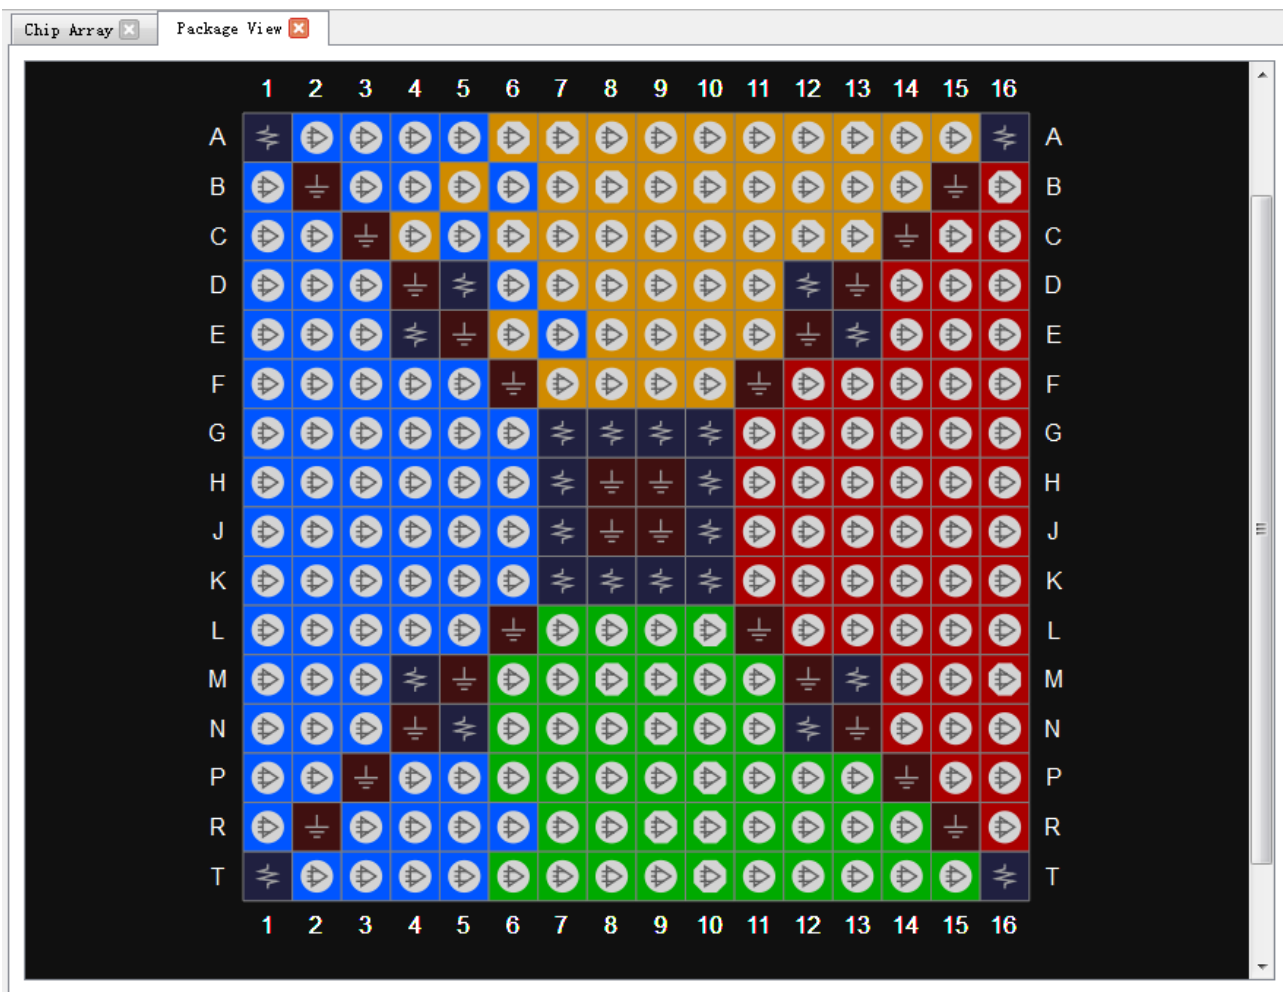 Chip Array Package View
1 2 3 4 5 6 7 8 9 10 11 12 13 14 15 16
A A
B B
C C
D D
E E
F F
G G
H H
J J
K K
L L
M M
N N
P P
R R
T T
1 2 3 4 5 6 7 8 9 10 11 12 13 14 15 16